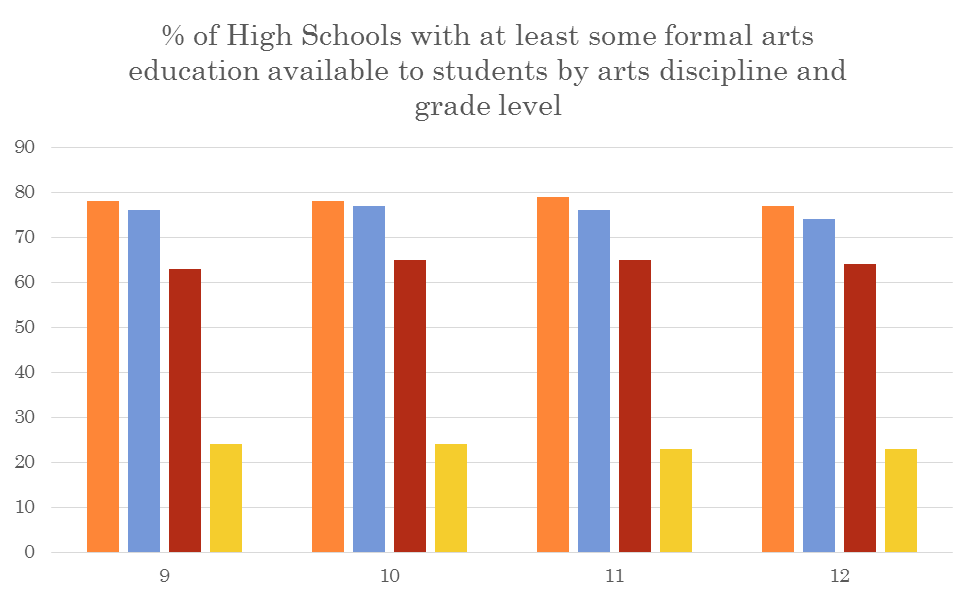 % of High Schools with at least some formal arts
education available to students by arts discipline and
grade level
90
80
70
60
50
40
30
20
10
0
9 10 11 12